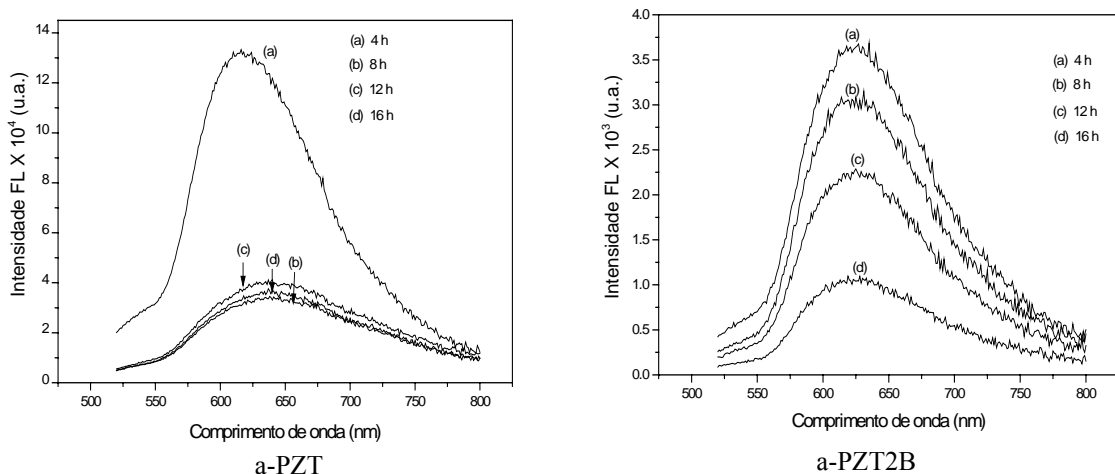 Intensidade FL X 10⁴ (u.a.)
14
12
10
8
6
4
2
0
(a) 4 h
(b) 8 h
(c) 12 h
(d) 16 h
(a)
(c)
(d)
(b)
500 550 600 650 700 750 800
Comprimento de onda (nm)
a-PZT
Intensidade FL X 10³ (u.a.)
4.0
3.5
3.0
2.5
2.0
1.5
1.0
0.5
0.0
(a) 4 h
(b) 8 h
(c) 12 h
(d) 16 h
(a)
(b)
(c)
(d)
500 550 600 650 700 750 800
Comprimento de onda (nm)
a-PZT2B